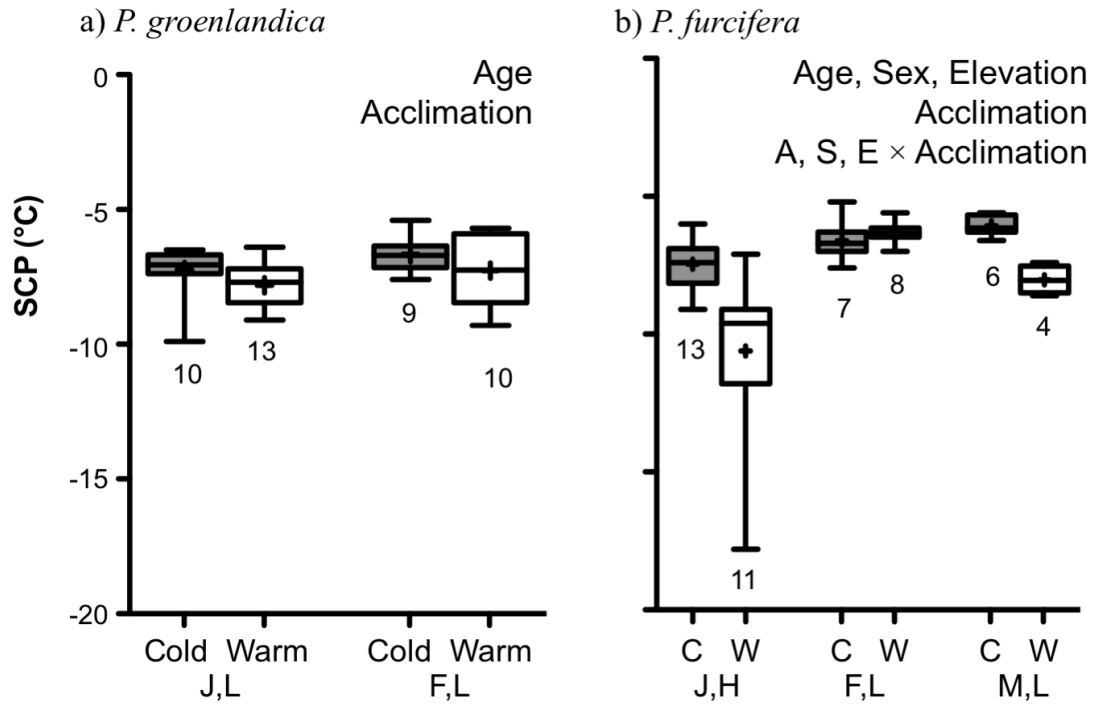 a) P. groenlandica
b) P. furcifera
SCP (°C)
0
-5
-10
-15
-20
Age
Acclimation
10
13
9
10
Cold Warm
J,L
Cold Warm
F,L
Age, Sex, Elevation
Acclimation
A, S, E × Acclimation
13
11
7
8
6
4
C W
J,H
C W
F,L
C W
M,L